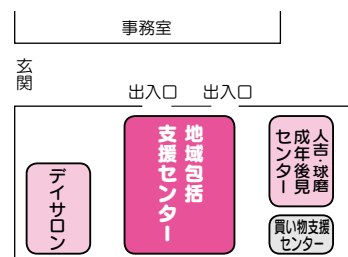 事務室
玄関
出入口
出入口
地域包括
支援センター
人吉・球磨
成年後見
センター
デイサロン
買い物支援
センター